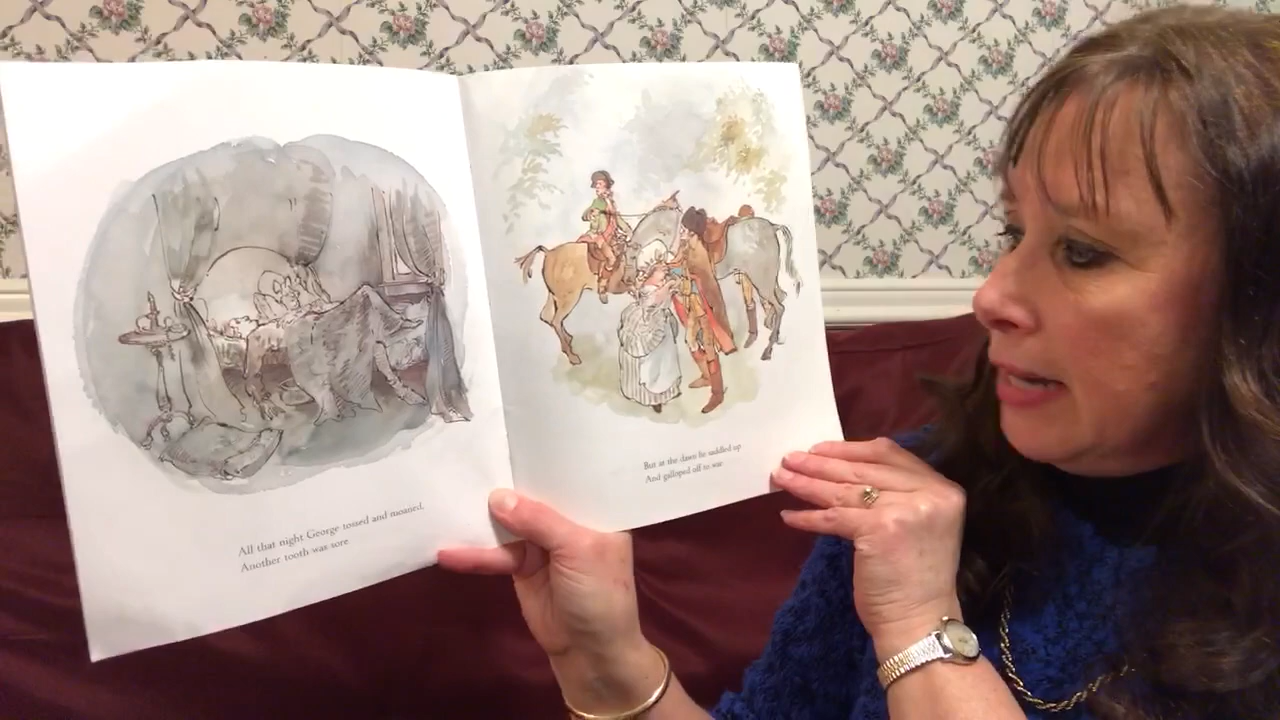 All that night George tossed and moaned,
Another tooth was sore.
But at the dawn he saddled up
And galloped off to war.